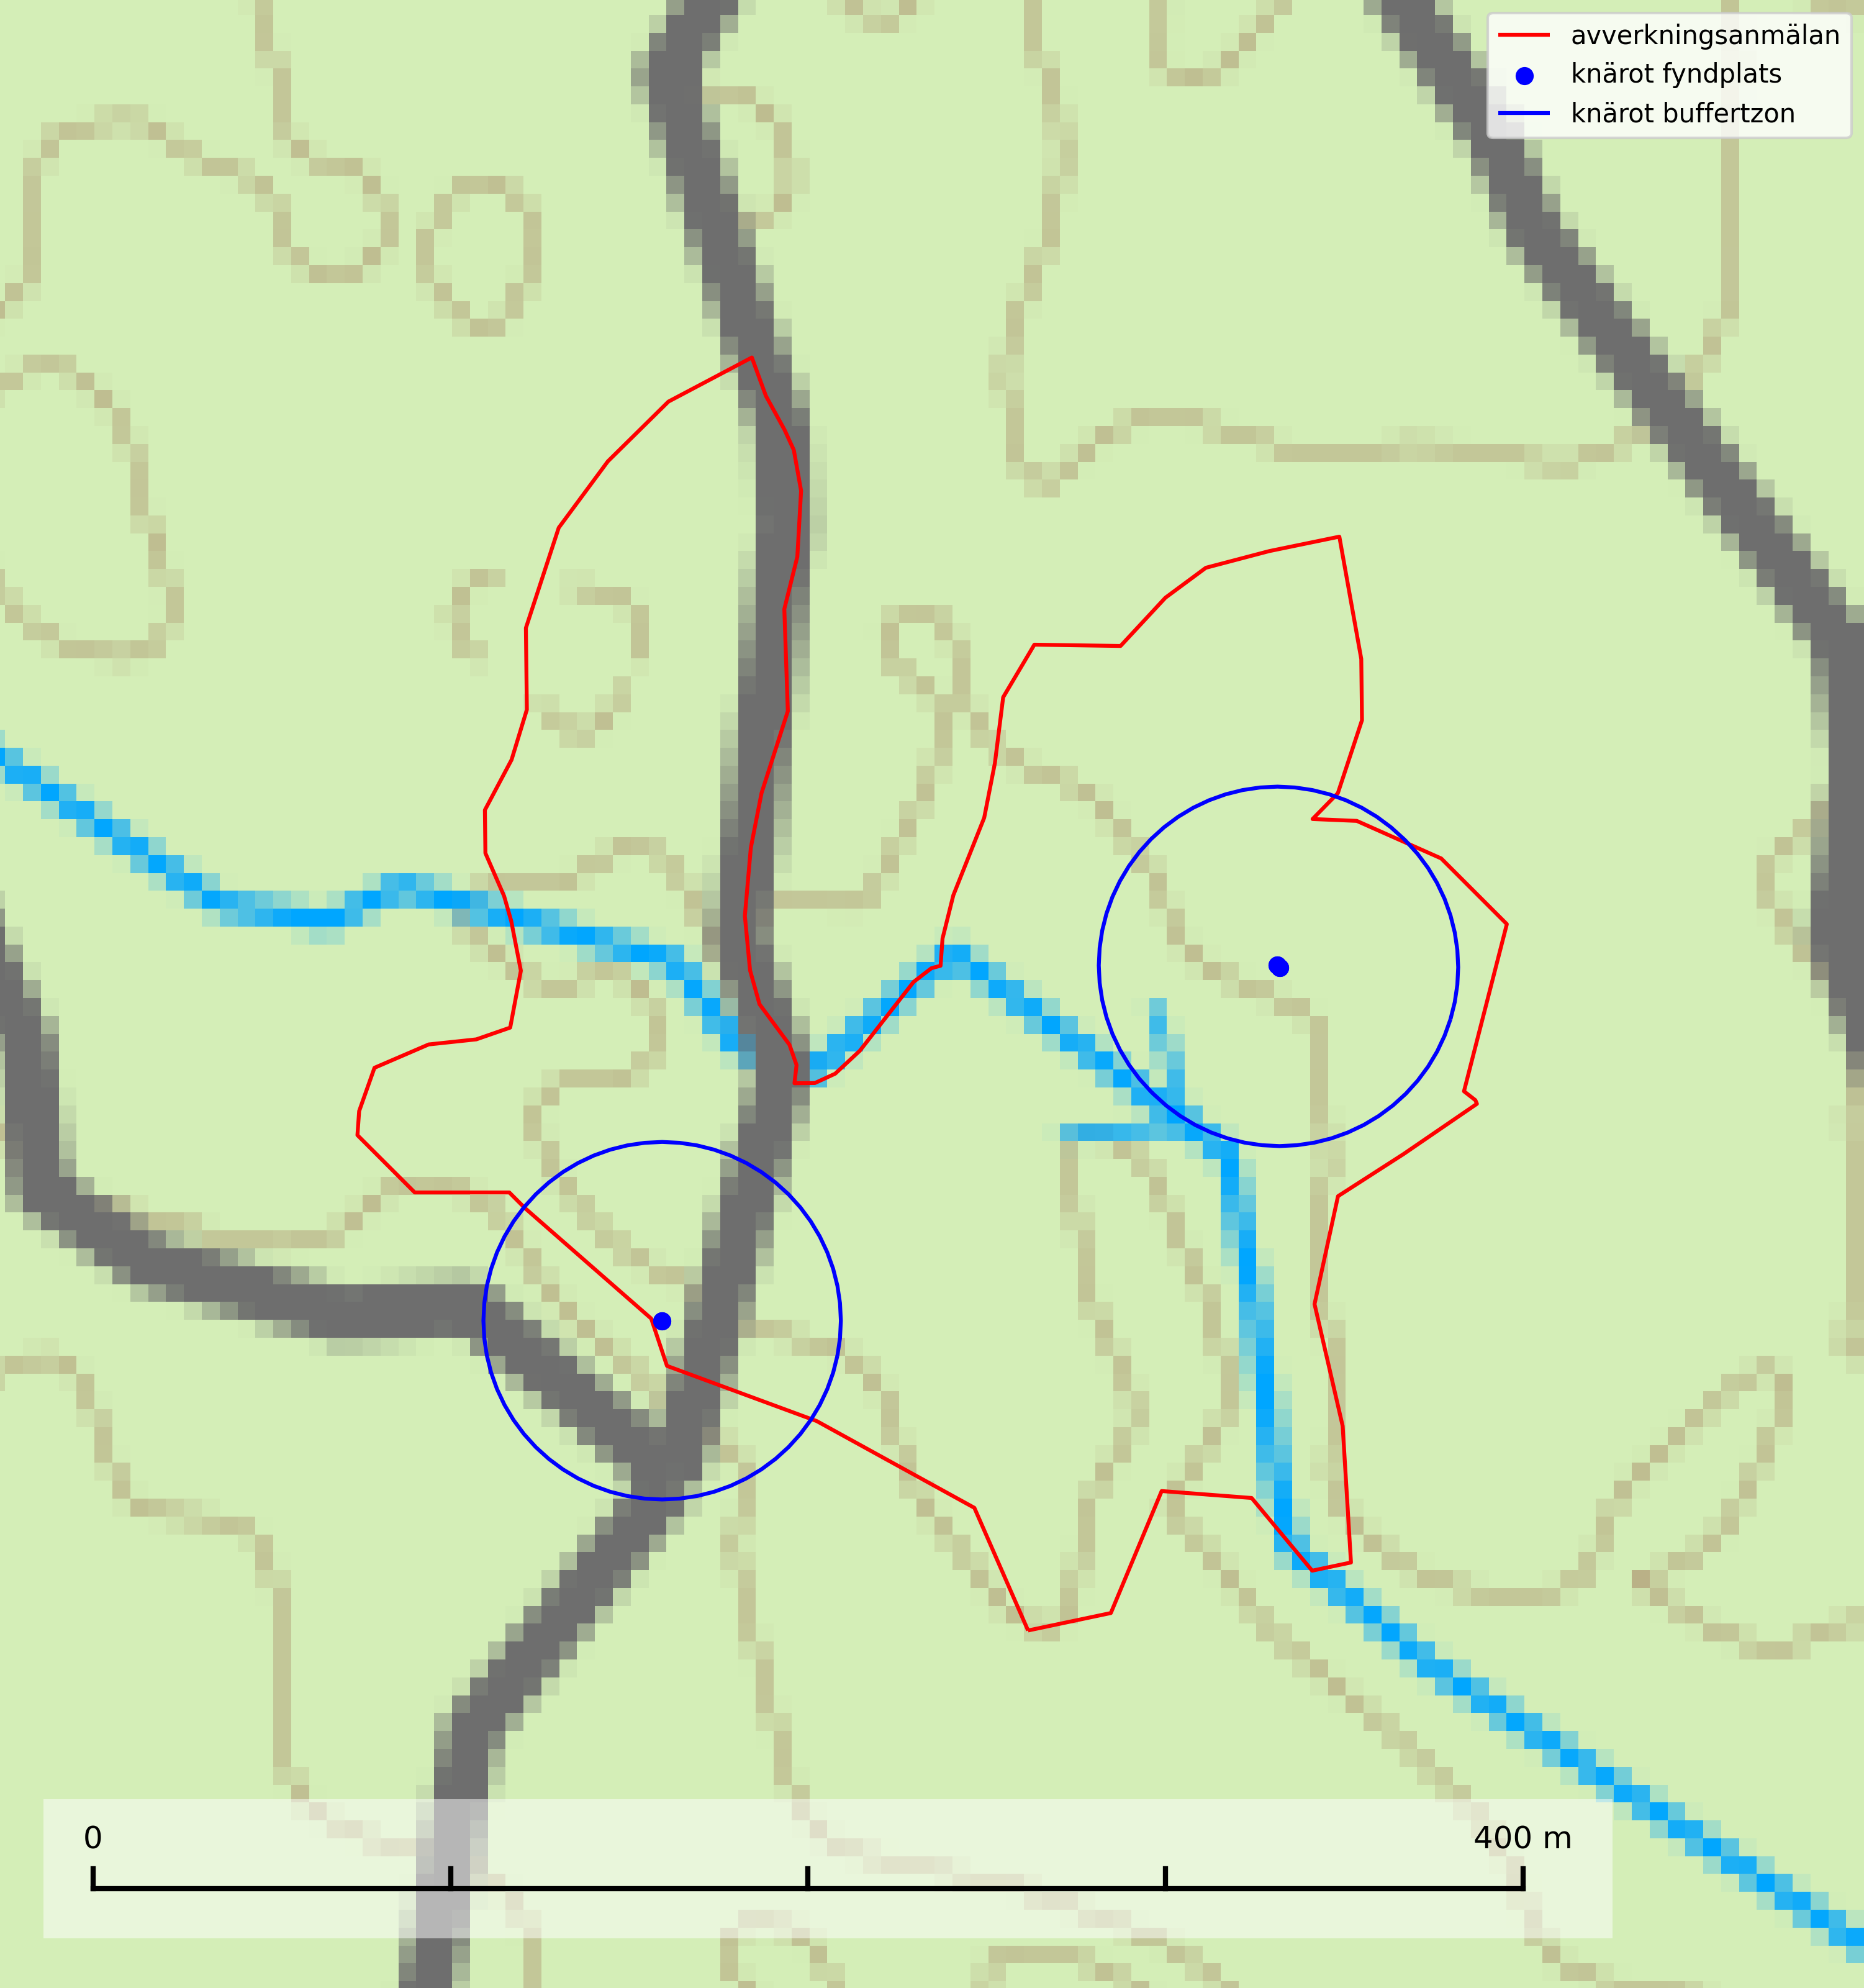 avverkningsanmälan
knärot fyndplats
knärot buffertzon
0
400 m